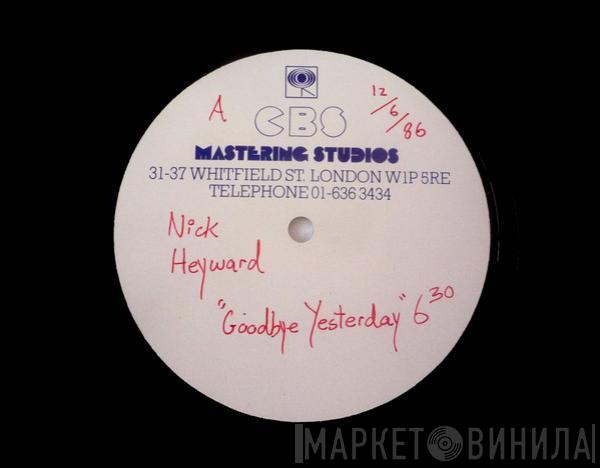 A
12/6/86
CBS
MASTERING STUDIOS
31-37 WHITFIELD ST. LONDON W1P 5RE
TELEPHONE 01-636 3434
Nick
Heyward
"Goodbye Yesterday" 6 30
МАРКЕТ ВИНИЛА